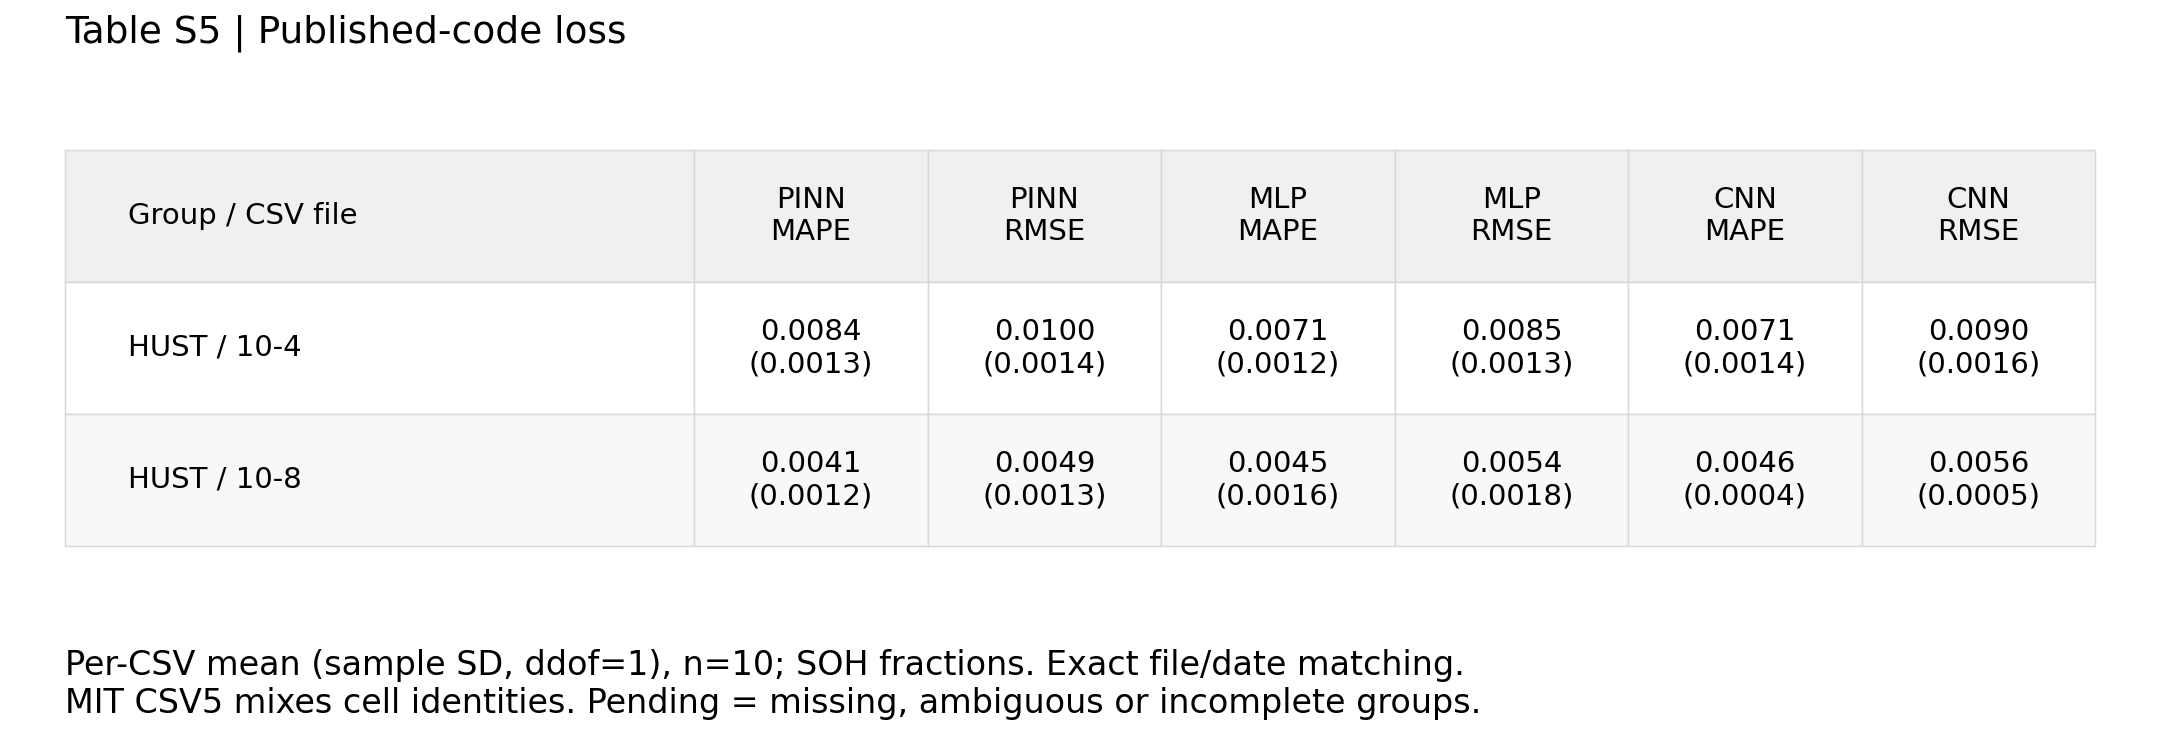 Table S5 | Published-code loss
Group / CSV file
PINN
MAPE
PINN
RMSE
MLP
MAPE
MLP
RMSE
CNN
MAPE
CNN
RMSE
HUST / 10-4
0.0084
(0.0013)
0.0100
(0.0014)
0.0071
(0.0012)
0.0085
(0.0013)
0.0071
(0.0014)
0.0090
(0.0016)
HUST / 10-8
0.0041
(0.0012)
0.0049
(0.0013)
0.0045
(0.0016)
0.0054
(0.0018)
0.0046
(0.0004)
0.0056
(0.0005)
Per-CSV mean (sample SD, ddof=1), n=10; SOH fractions. Exact file/date matching.
MIT CSV5 mixes cell identities. Pending = missing, ambiguous or incomplete groups.